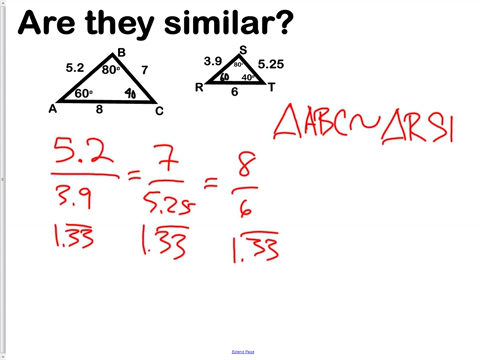 Are they similar?
B
5.2 80° 7
60° 40
A 8 C
S
3.9 80° 5.25
60 40°
R 6 T
△ABC~△RSI
5.2/3.9 = 7/5.25 = 8/6
1.33 1.33 1.33
Extend Page